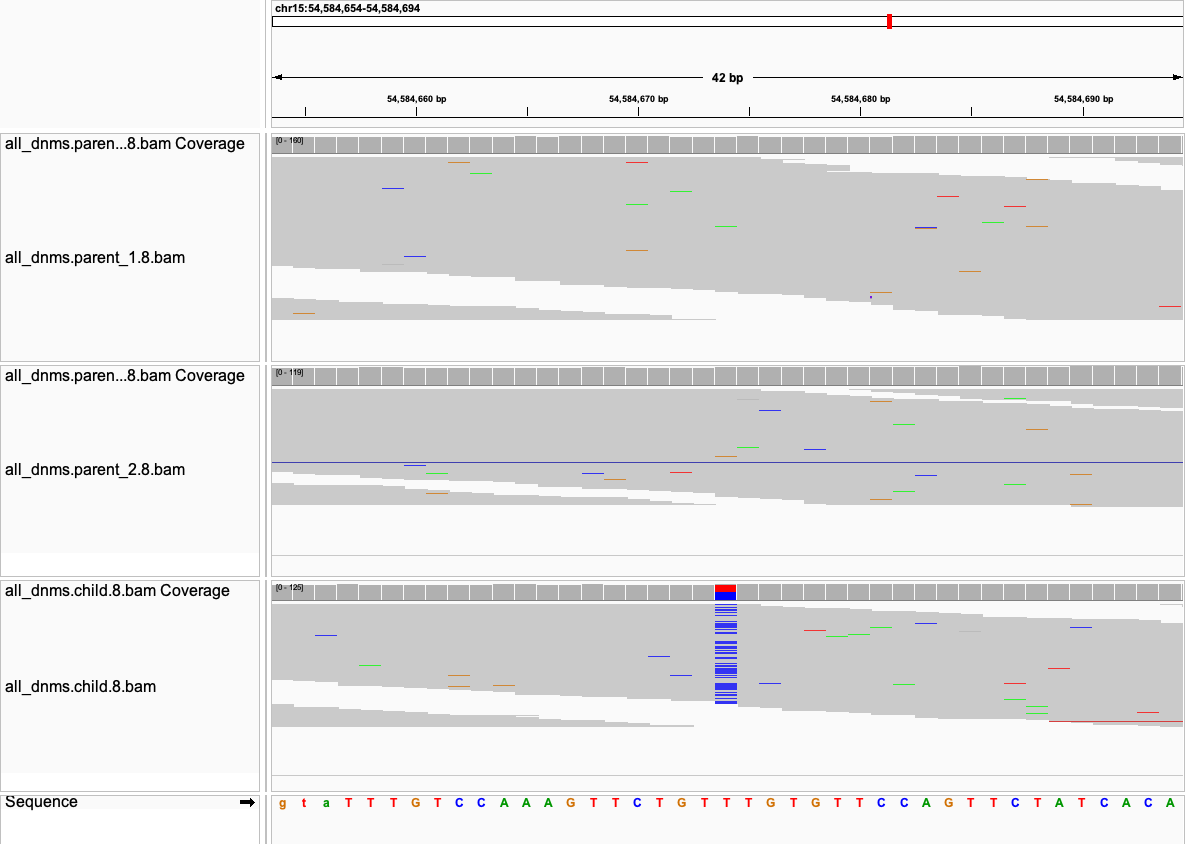 chr15:54,584,654-54,584,694
42 bp
54,584,660 bp 54,584,670 bp 54,584,680 bp 54,584,690 bp
all_dnms.paren...8.bam Coverage [0 - 160]
all_dnms.parent_1.8.bam
all_dnms.paren...8.bam Coverage [0 - 119]
all_dnms.parent_2.8.bam
all_dnms.child.8.bam Coverage [0 - 125]
all_dnms.child.8.bam
Sequence g t a T T T G T C C A A A G T T C T G T T T G T G T T C C A G T T C T A T C A C A